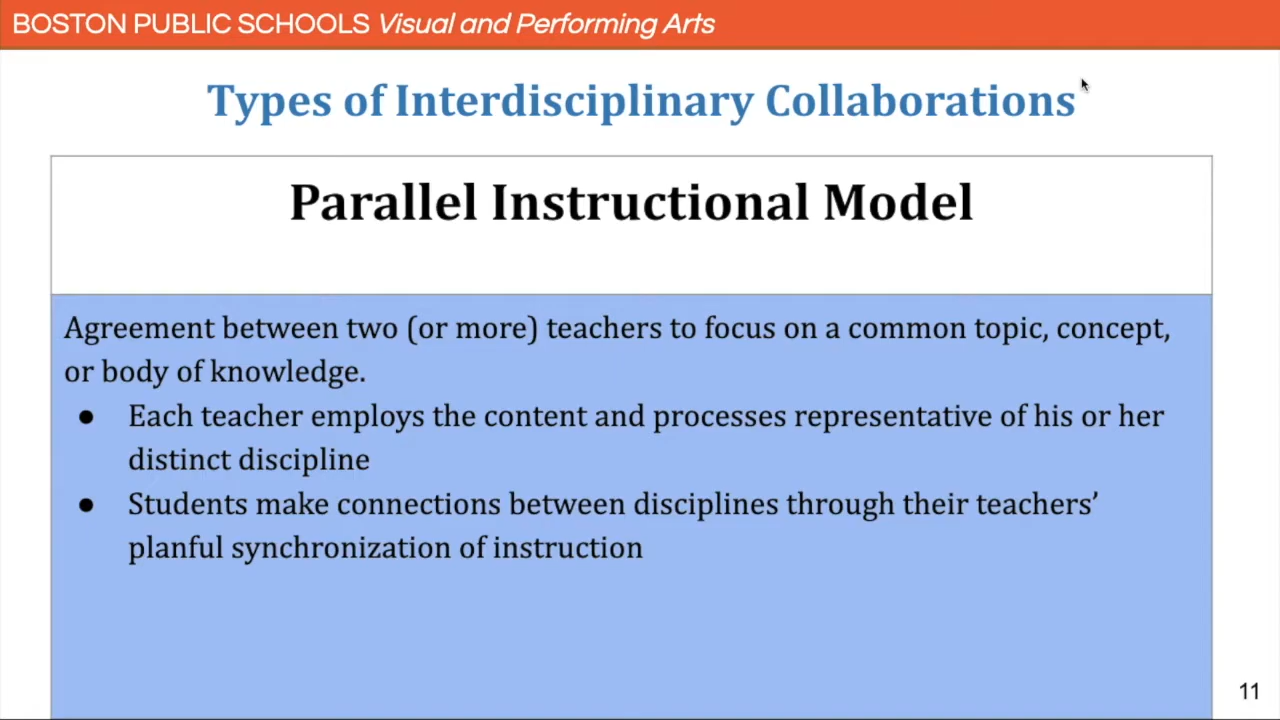 BOSTON PUBLIC SCHOOLS Visual and Performing Arts
Types of Interdisciplinary Collaborations
Parallel Instructional Model
Agreement between two (or more) teachers to focus on a common topic, concept,
or body of knowledge.
● Each teacher employs the content and processes representative of his or her
distinct discipline
● Students make connections between disciplines through their teachers’
planful synchronization of instruction
11